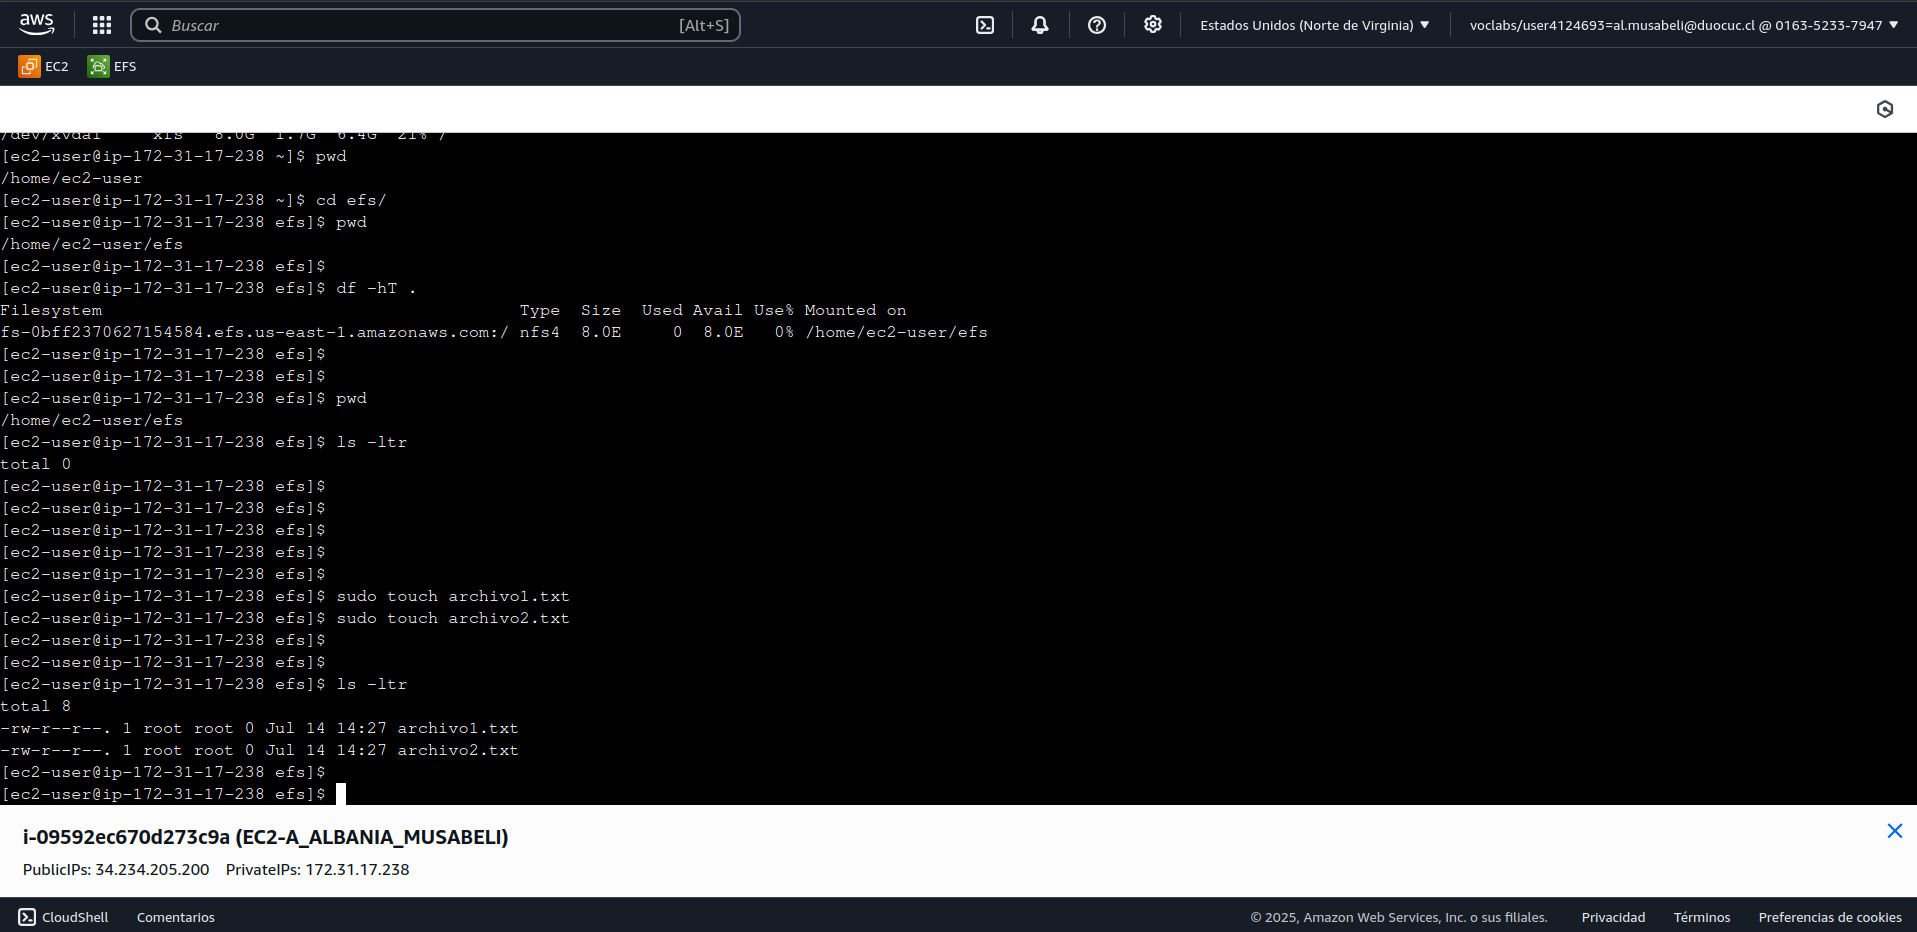 aws
Buscar [Alt+S] Estados Unidos (Norte de Virginia) voclabs/user4124693=al.musabeli@duocuc.cl @ 0163-5233-7947
EC2 EFS
/dev/xvda1     xfs   8.0G  1.7G  6.4G  21% /
[ec2-user@ip-172-31-17-238 ~]$ pwd
/home/ec2-user
[ec2-user@ip-172-31-17-238 ~]$ cd efs/
[ec2-user@ip-172-31-17-238 efs]$ pwd
/home/ec2-user/efs
[ec2-user@ip-172-31-17-238 efs]$
[ec2-user@ip-172-31-17-238 efs]$ df -hT .
Filesystem                                         Type  Size  Used Avail Use% Mounted on
fs-0bff2370627154584.efs.us-east-1.amazonaws.com:/ nfs4  8.0E     0  8.0E   0% /home/ec2-user/efs
[ec2-user@ip-172-31-17-238 efs]$
[ec2-user@ip-172-31-17-238 efs]$
[ec2-user@ip-172-31-17-238 efs]$ pwd
/home/ec2-user/efs
[ec2-user@ip-172-31-17-238 efs]$ ls -ltr
total 0
[ec2-user@ip-172-31-17-238 efs]$
[ec2-user@ip-172-31-17-238 efs]$
[ec2-user@ip-172-31-17-238 efs]$
[ec2-user@ip-172-31-17-238 efs]$
[ec2-user@ip-172-31-17-238 efs]$
[ec2-user@ip-172-31-17-238 efs]$ sudo touch archivo1.txt
[ec2-user@ip-172-31-17-238 efs]$ sudo touch archivo2.txt
[ec2-user@ip-172-31-17-238 efs]$
[ec2-user@ip-172-31-17-238 efs]$
[ec2-user@ip-172-31-17-238 efs]$ ls -ltr
total 8
-rw-r--r--. 1 root root 0 Jul 14 14:27 archivo1.txt
-rw-r--r--. 1 root root 0 Jul 14 14:27 archivo2.txt
[ec2-user@ip-172-31-17-238 efs]$
[ec2-user@ip-172-31-17-238 efs]$
i-09592ec670d273c9a (EC2-A_ALBANIA_MUSABELI)
PublicIPs: 34.234.205.200 PrivateIPs: 172.31.17.238
CloudShell Comentarios © 2025, Amazon Web Services, Inc. o sus filiales. Privacidad Términos Preferencias de cookies